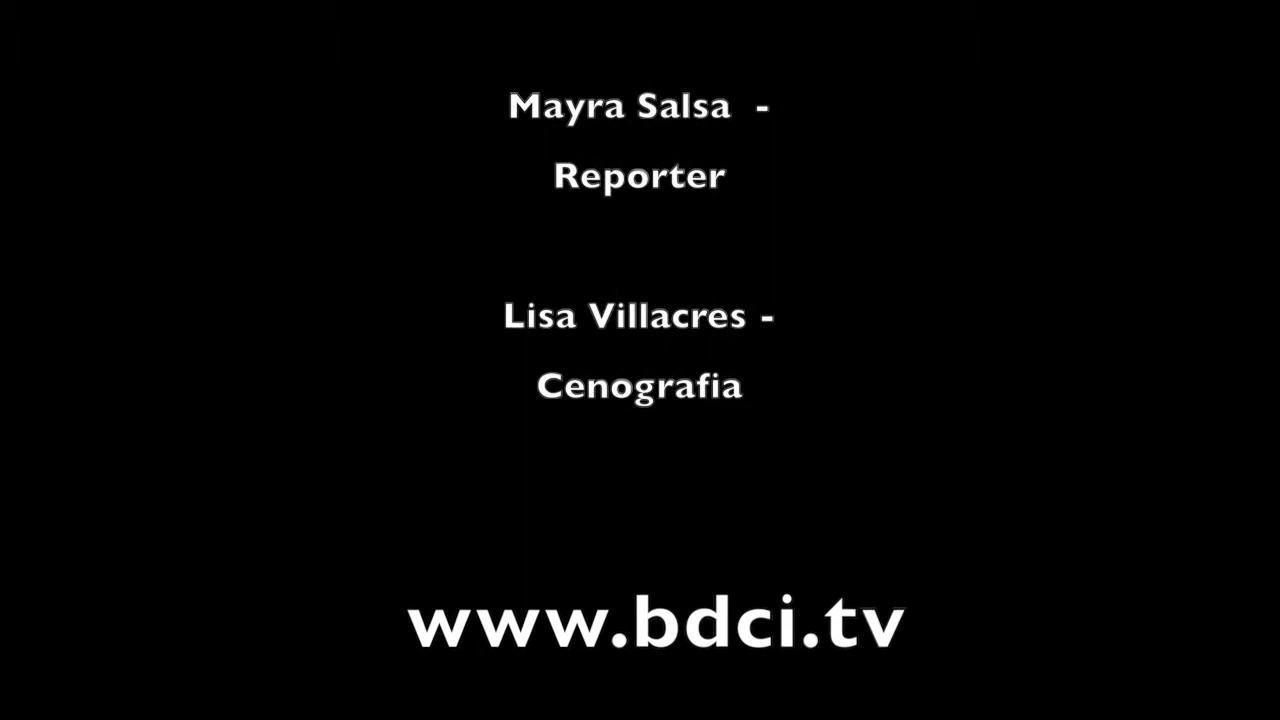 Mayra Salsa -
Reporter
Lisa Villacres -
Cenografia
www.bdci.tv